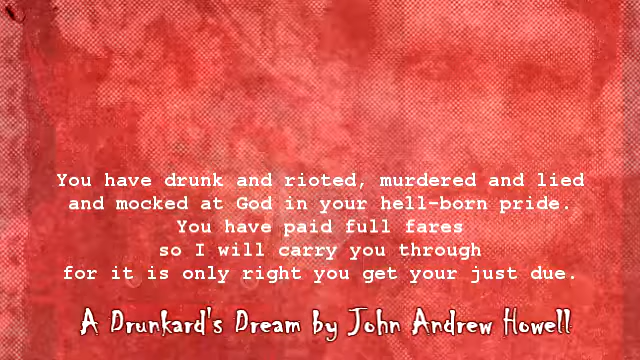 You have drunk and rioted, murdered and lied
and mocked at God in your hell-born pride.
You have paid full fares
so I will carry you through
for it is only right you get your just due.
A Drunkard's Dream by John Andrew Howell